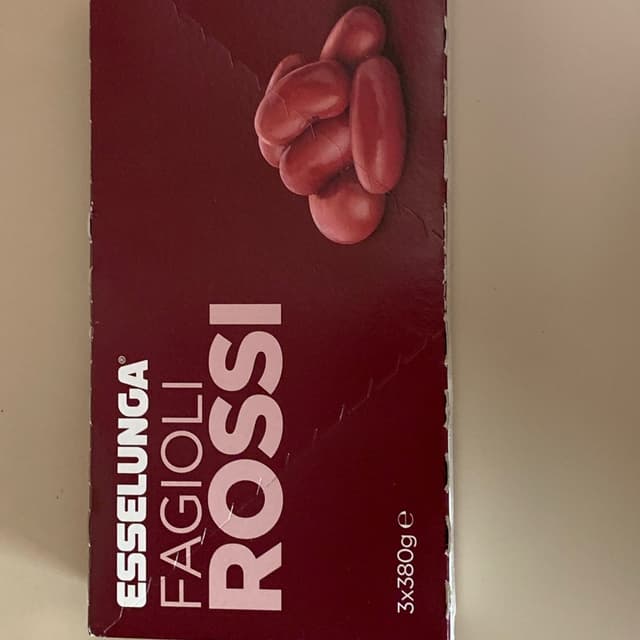 ESSELUNGA®
FAGIOLI
ROSSI
3x380g e